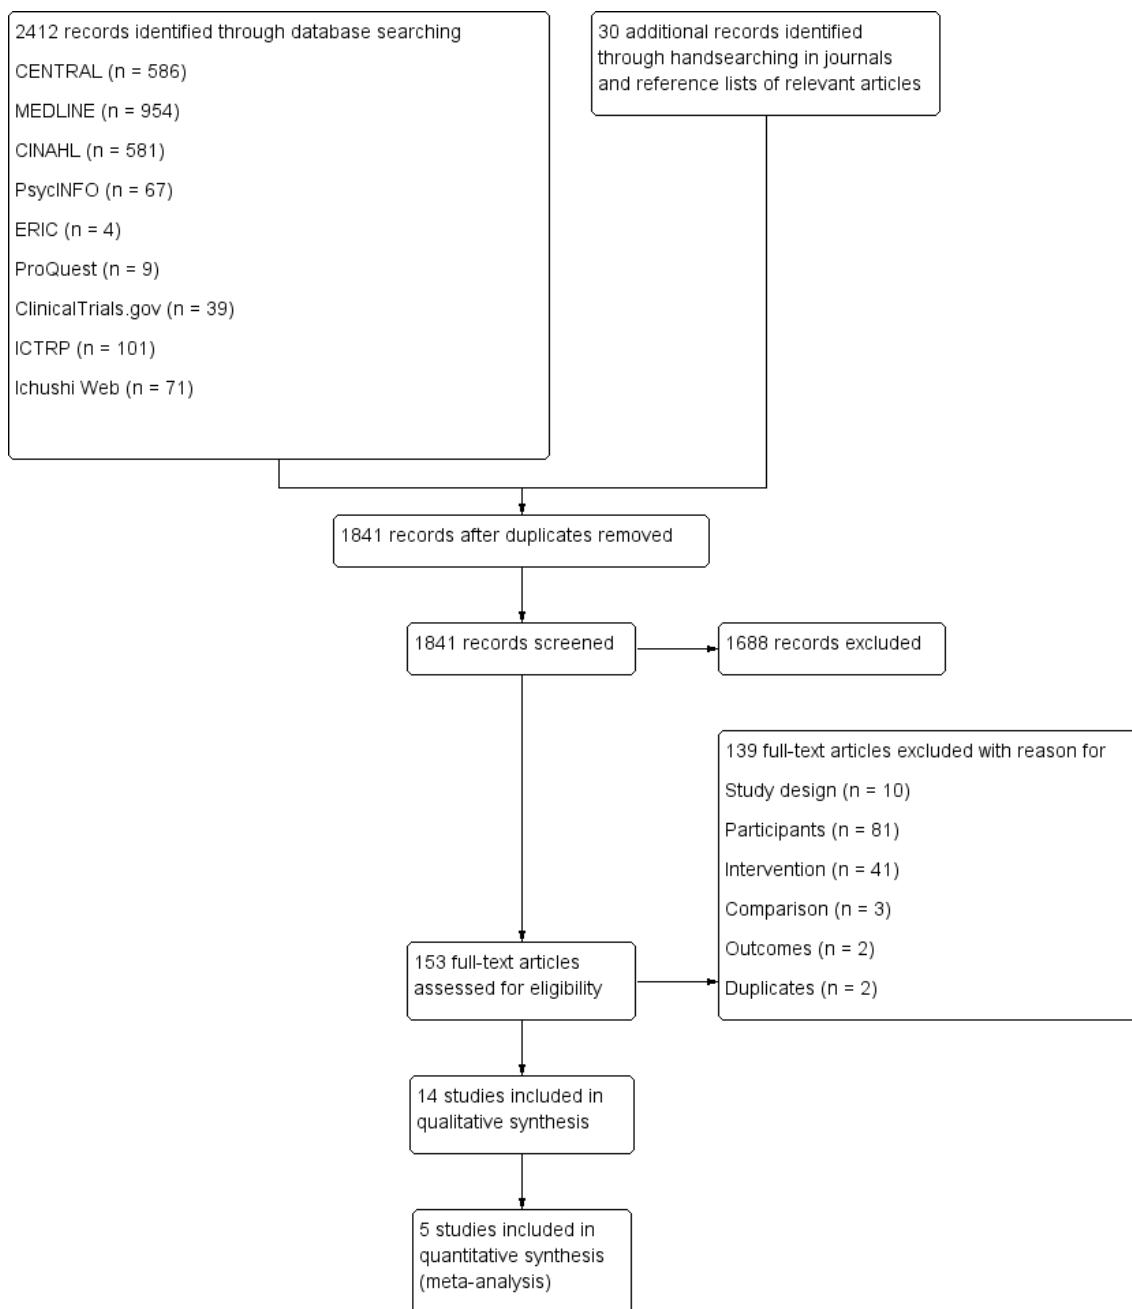 2412 records identified through database searching
CENTRAL (n = 586)
MEDLINE (n = 954)
CINAHL (n = 581)
PsycINFO (n = 67)
ERIC (n = 4)
ProQuest (n = 9)
ClinicalTrials.gov (n = 39)
ICTRP (n = 101)
Ichushi Web (n = 71)
30 additional records identified
through handsearching in journals
and reference lists of relevant articles
1841 records after duplicates removed
1841 records screened
1688 records excluded
139 full-text articles excluded with reason for
Study design (n = 10)
Participants (n = 81)
Intervention (n = 41)
Comparison (n = 3)
Outcomes (n = 2)
Duplicates (n = 2)
153 full-text articles
assessed for eligibility
14 studies included in
qualitative synthesis
5 studies included in
quantitative synthesis
(meta-analysis)